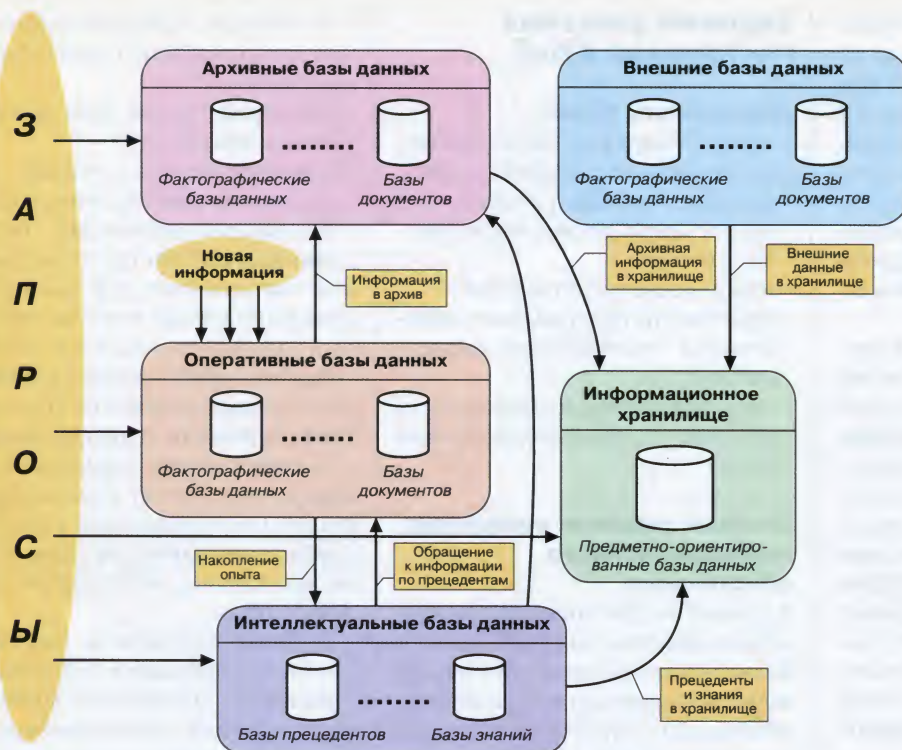 З
А
П
Р
О
С
Ы
Архивные базы данных
Фактографические
базы данных
Базы
документов
Внешние базы данных
Фактографические
базы данных
Базы
документов
Новая
информация
Информация
в архив
Архивная
информация
в хранилище
Внешние
данные
в хранилище
Оперативные базы данных
Фактографические
базы данных
Базы
документов
Информационное
хранилище
Предметно-ориентиро-
ванные базы данных
Накопление
опыта
Обращение
к информации
по прецедентам
Интеллектуальные базы данных
Базы прецедентов
Базы знаний
Прецеденты
и знания
в хранилище